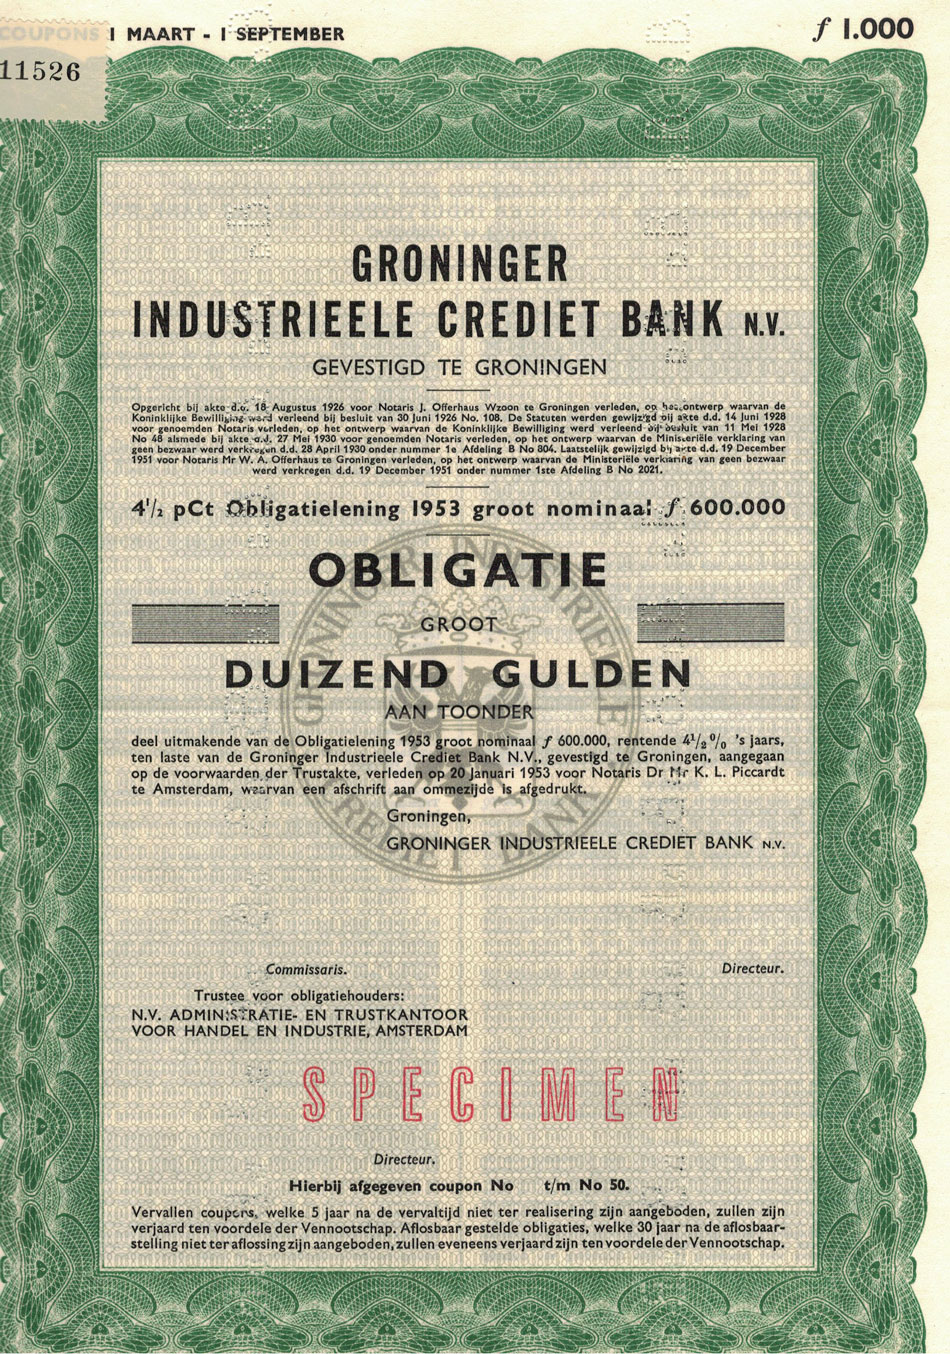 COUPONS 1 MAART - 1 SEPTEMBER
ƒ 1.000
11526
GRONINGER
INDUSTRIEELE CREDIET BANK N.V.
GEVESTIGD TE GRONINGEN
Opgericht bij akte d.o. 18 Augustus 1926 voor Notaris J. Offerhaus Wzoon te Groningen verleden, op het ontwerp waarvan de
Koninklijke Bewilliging werd verleend bij besluit van 30 Juni 1926 No. 108. De Statuten werden gewijzigd bij akte d.d. 14 Juni 1928
voor genoemden Notaris verleden, op het ontwerp waarvan de Koninklijke Bewilliging werd verleend bij besluit van 11 Mei 1928
No 48 alsmede bij akte d.d. 27 Mei 1930 voor genoemden Notaris verleden, op het ontwerp waarvan de Ministeriële verklaring van
geen bezwaar werd verkregen d.d. 28 April 1930 onder nummer 1e Afdeling B No 804. Laatstelijk gewijzigd bij akte d.d. 19 December
1951 voor Notaris Mr W. A. Offerhaus te Groningen verleden, op het ontwerp waarvan de Ministeriële verklaring van geen bezwaar
werd verkregen d.d. 19 December 1951 onder nummer 1ste Afdeling B No 2021.
4½ pCt Obligatielening 1953 groot nominaal ƒ 600.000
OBLIGATIE
GROOT
DUIZEND GULDEN
AAN TOONDER
GRONINGER INDUSTRIEELE CREDIET BANK
deel uitmakende van de Obligatielening 1953 groot nominaal ƒ 600.000, rentende 4½% 's jaars,
ten laste van de Groninger Industrieele Crediet Bank N.V., gevestigd te Groningen, aangegaan
op de voorwaarden der Trustakte, verleden op 20 Januari 1953 voor Notaris Dr Mr K. L. Piccardt
te Amsterdam, waarvan een afschrift aan ommezijde is afgedrukt.
Groningen,
GRONINGER INDUSTRIEELE CREDIET BANK N.V.
Commissaris.
Directeur.
Trustee voor obligatiehouders:
N.V. ADMINISTRATIE- EN TRUSTKANTOOR
VOOR HANDEL EN INDUSTRIE, AMSTERDAM
SPECIMEN
Directeur.
Hierbij afgegeven coupon No t/m No 50.
Vervallen coupons, welke 5 jaar na de vervaltijd niet ter realisering zijn aangeboden, zullen zijn
verjaard ten voordele der Vennootschap. Aflosbaar gestelde obligaties, welke 30 jaar na de aflosbaar-
stelling niet ter aflossing zijn aangeboden, zullen eveneens verjaard zijn ten voordele der Vennootschap.